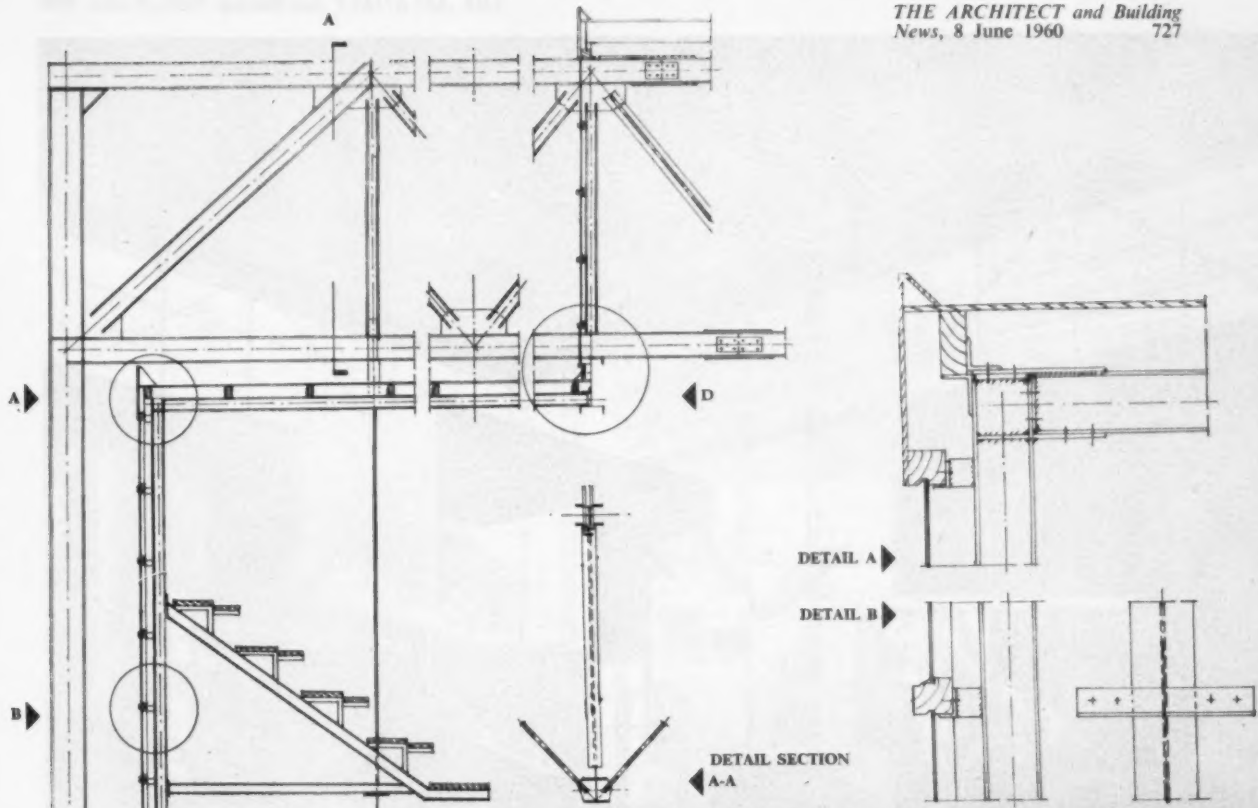 THE ARCHITECT and Building
News, 8 June 1960 727
A
A
D
DETAIL A
DETAIL B
B
DETAIL SECTION
A-A